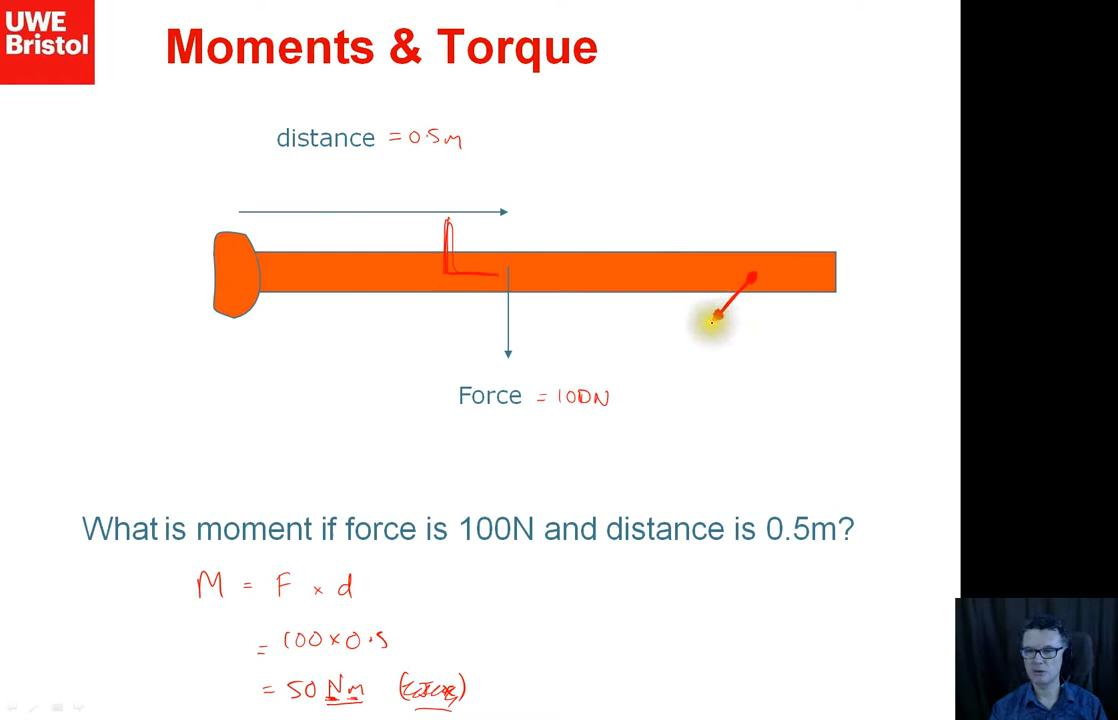 UWE
Bristol
Moments & Torque
distance = 0.5m
Force = 100N
What is moment if force is 100N and distance is 0.5m?
M = F × d
= 100 × 0.5
= 50 Nm